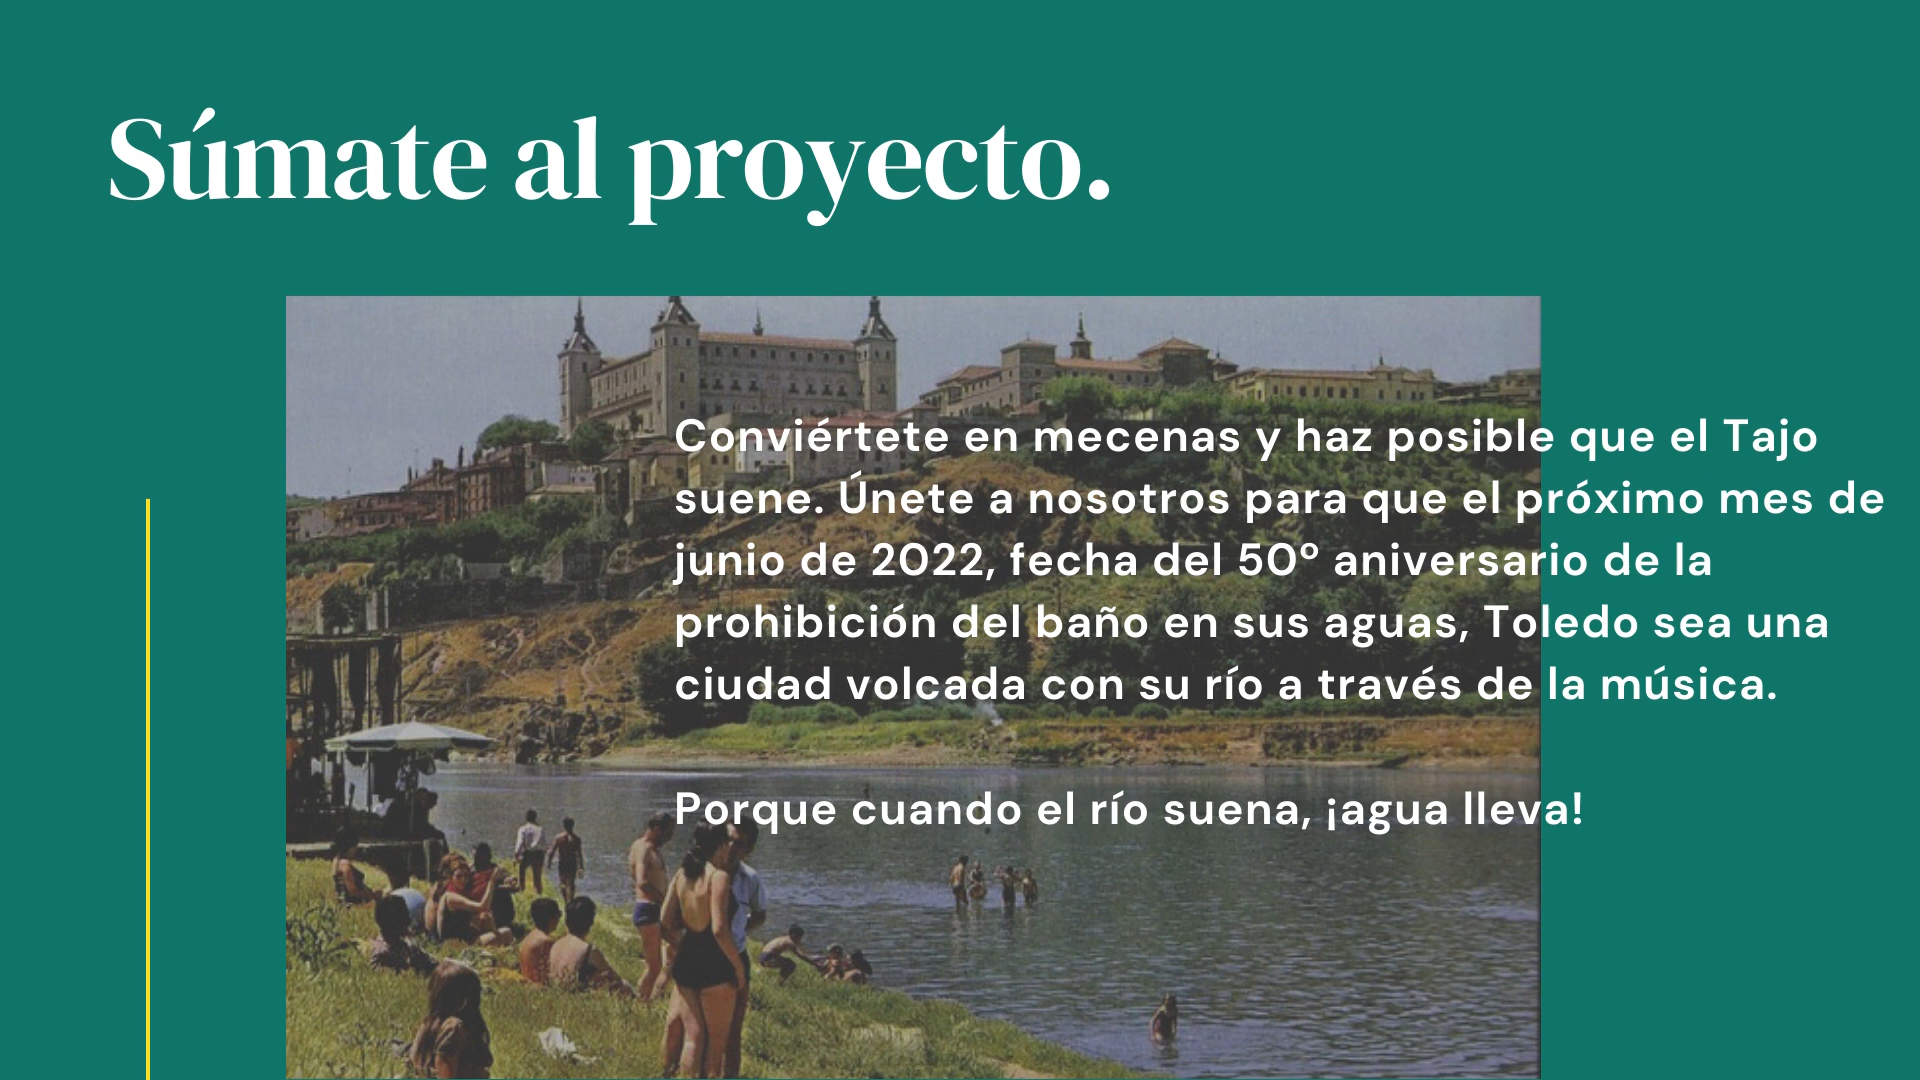 Súmate al proyecto.
Conviértete en mecenas y haz posible que el Tajo
suene. Únete a nosotros para que el próximo mes de
junio de 2022, fecha del 50º aniversario de la
prohibición del baño en sus aguas, Toledo sea una
ciudad volcada con su río a través de la música.
Porque cuando el río suena, ¡agua lleva!